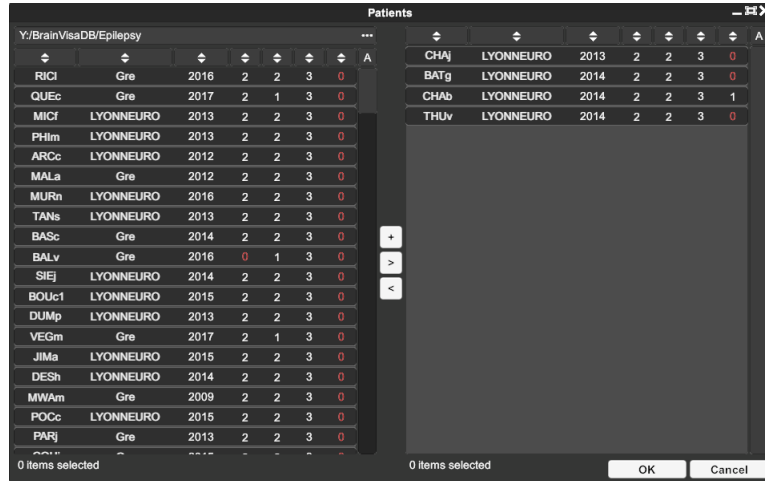 Patients
Y:/BrainVisaDB/Epilepsy ...
A
RICl Gre 2016 2 2 3 0
QUEc Gre 2017 2 1 3 0
MICf LYONNEURO 2013 2 2 3 0
PHIm LYONNEURO 2013 2 2 3 0
ARCc LYONNEURO 2012 2 2 3 0
MALa Gre 2012 2 2 3 0
MURn LYONNEURO 2016 2 2 3 0
TANs LYONNEURO 2013 2 2 3 0
BASc Gre 2014 2 2 3 0
BALv Gre 2016 0 1 3 0
SIEj LYONNEURO 2014 2 2 3 0
BOUc1 LYONNEURO 2015 2 2 3 0
DUMp LYONNEURO 2013 2 2 3 0
VEGm Gre 2017 2 1 3 0
JIMa LYONNEURO 2015 2 2 3 0
DESh LYONNEURO 2014 2 2 3 0
MWAm Gre 2009 2 2 3 0
POCc LYONNEURO 2015 2 2 3 0
PARj Gre 2013 2 2 3 0
0 items selected
+
>
<
A
CHAj LYONNEURO 2013 2 2 3 0
BATg LYONNEURO 2014 2 2 3 0
CHAb LYONNEURO 2014 2 2 3 1
THUv LYONNEURO 2014 2 2 3 0
0 items selected
OK Cancel